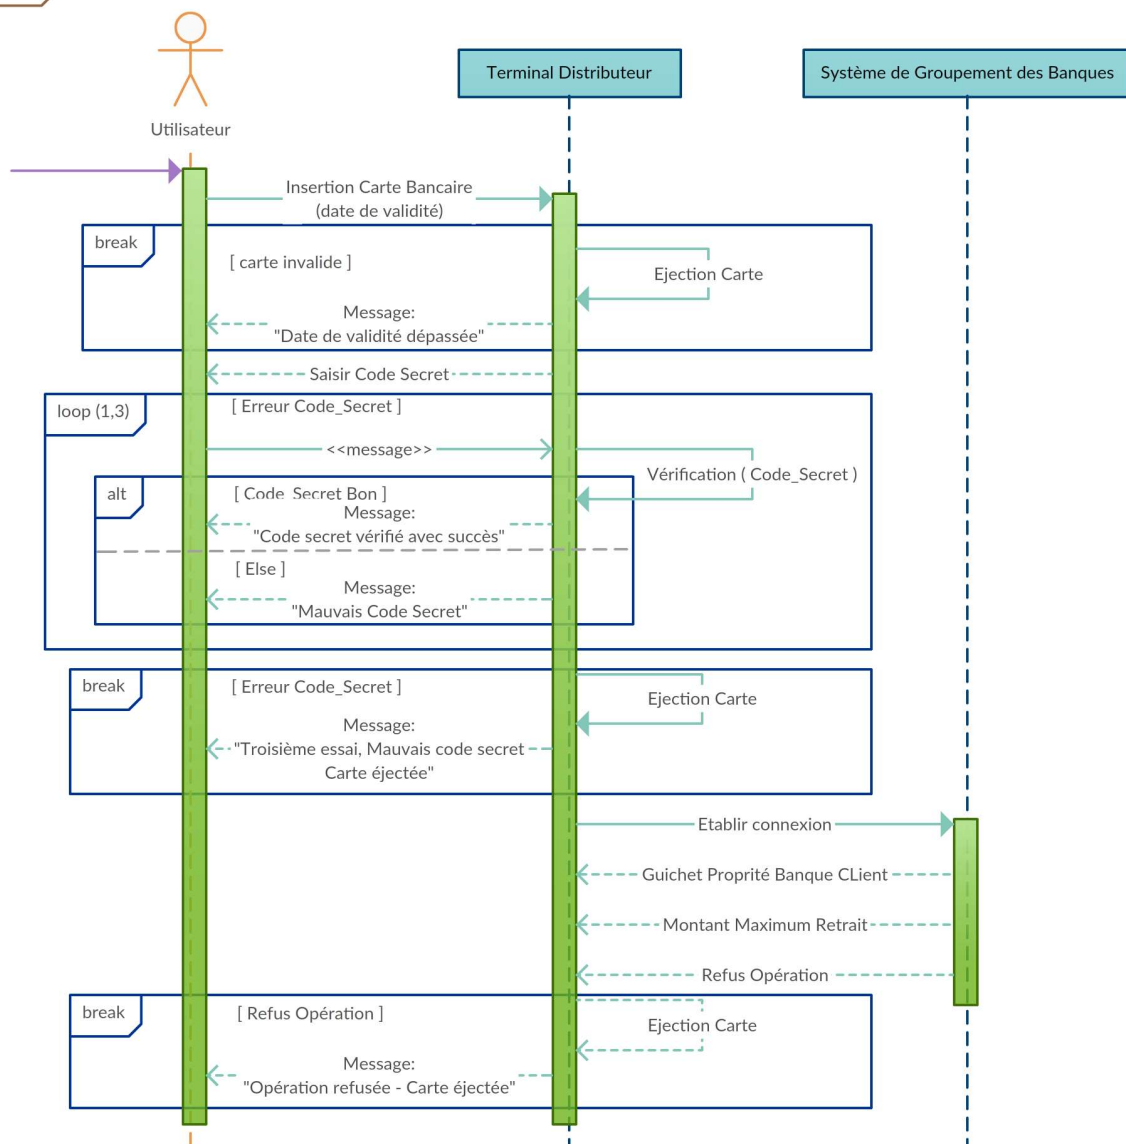 Utilisateur
Terminal Distributeur
Système de Groupement des Banques
Insertion Carte Bancaire
(date de validité)
break
[ carte invalide ]
Ejection Carte
Message:
"Date de validité dépassée"
Saisir Code Secret
loop (1,3)
[ Erreur Code_Secret ]
<<message>>
Vérification ( Code_Secret )
alt
[ Code_Secret Bon ]
Message:
"Code secret vérifié avec succès"
[ Else ]
Message:
"Mauvais Code Secret"
break
[ Erreur Code_Secret ]
Ejection Carte
Message:
"Troisième essai, Mauvais code secret
Carte éjectée"
Etablir connexion
Guichet Proprité Banque CLient
Montant Maximum Retrait
Refus Opération
break
[ Refus Opération ]
Ejection Carte
Message:
"Opération refusée - Carte éjectée"